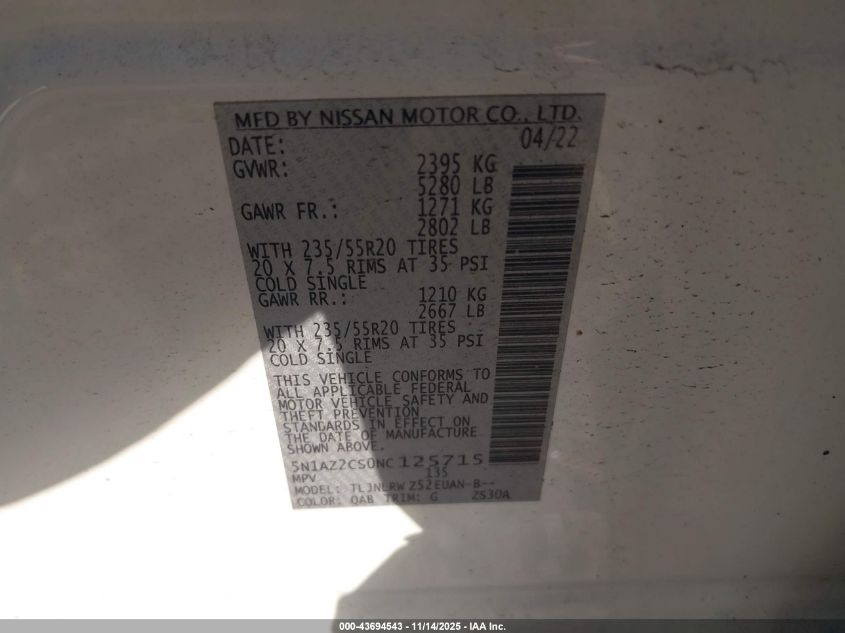 MFD BY NISSAN MOTOR CO., LTD.
DATE: 04/22
GVWR: 2395 KG
5280 LB
GAWR FR.: 1271 KG
2802 LB
WITH 235/55R20 TIRES
20 X 7.5 RIMS AT 35 PSI
COLD SINGLE
GAWR RR.: 1210 KG
2667 LB
WITH 235/55R20 TIRES
20 X 7.5 RIMS AT 35 PSI
COLD SINGLE
THIS VEHICLE CONFORMS TO
ALL APPLICABLE FEDERAL
MOTOR VEHICLE SAFETY AND
THEFT PREVENTION
STANDARDS IN EFFECT ON
THE DATE OF MANUFACTURE
SHOWN ABOVE.
5N1AZ2CS0NC125715
MPV 135
MODEL: TLJNLRW Z52EUAN-B--
COLOR: QAB TRIM: G Z530A
000-43694543 - 11/14/2025 - IAA Inc.